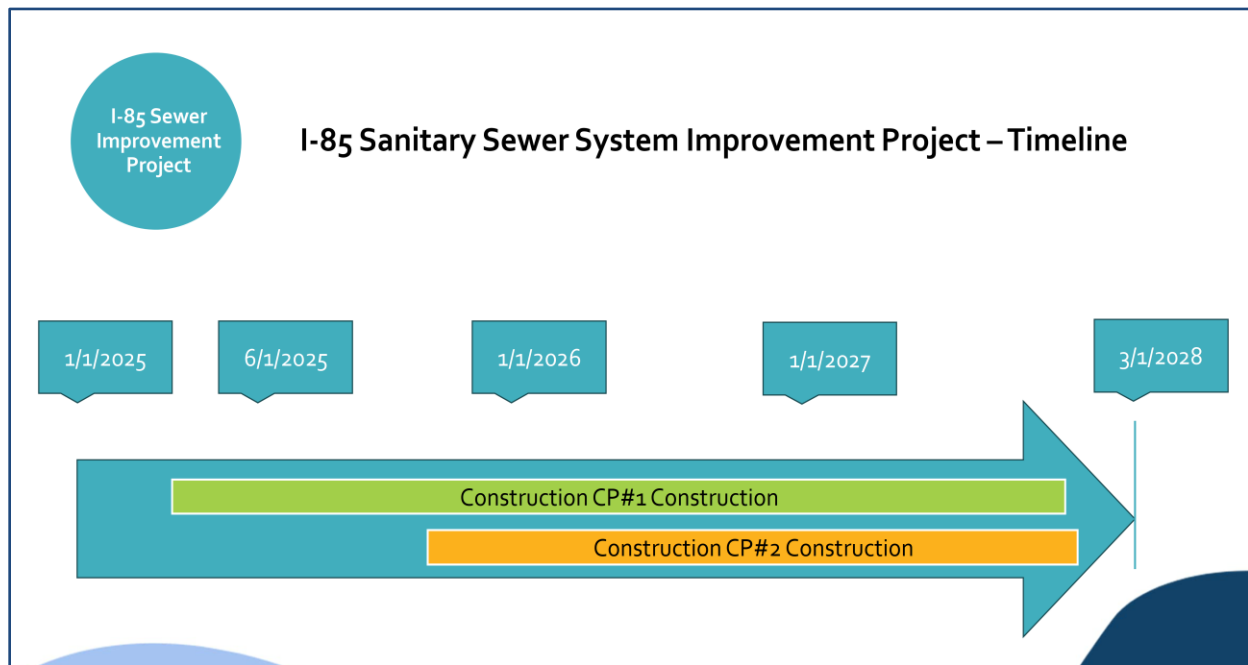 I-85 Sewer
Improvement
Project
I-85 Sanitary Sewer System Improvement Project – Timeline
1/1/2025
6/1/2025
1/1/2026
1/1/2027
3/1/2028
Construction CP#1 Construction
Construction CP#2 Construction